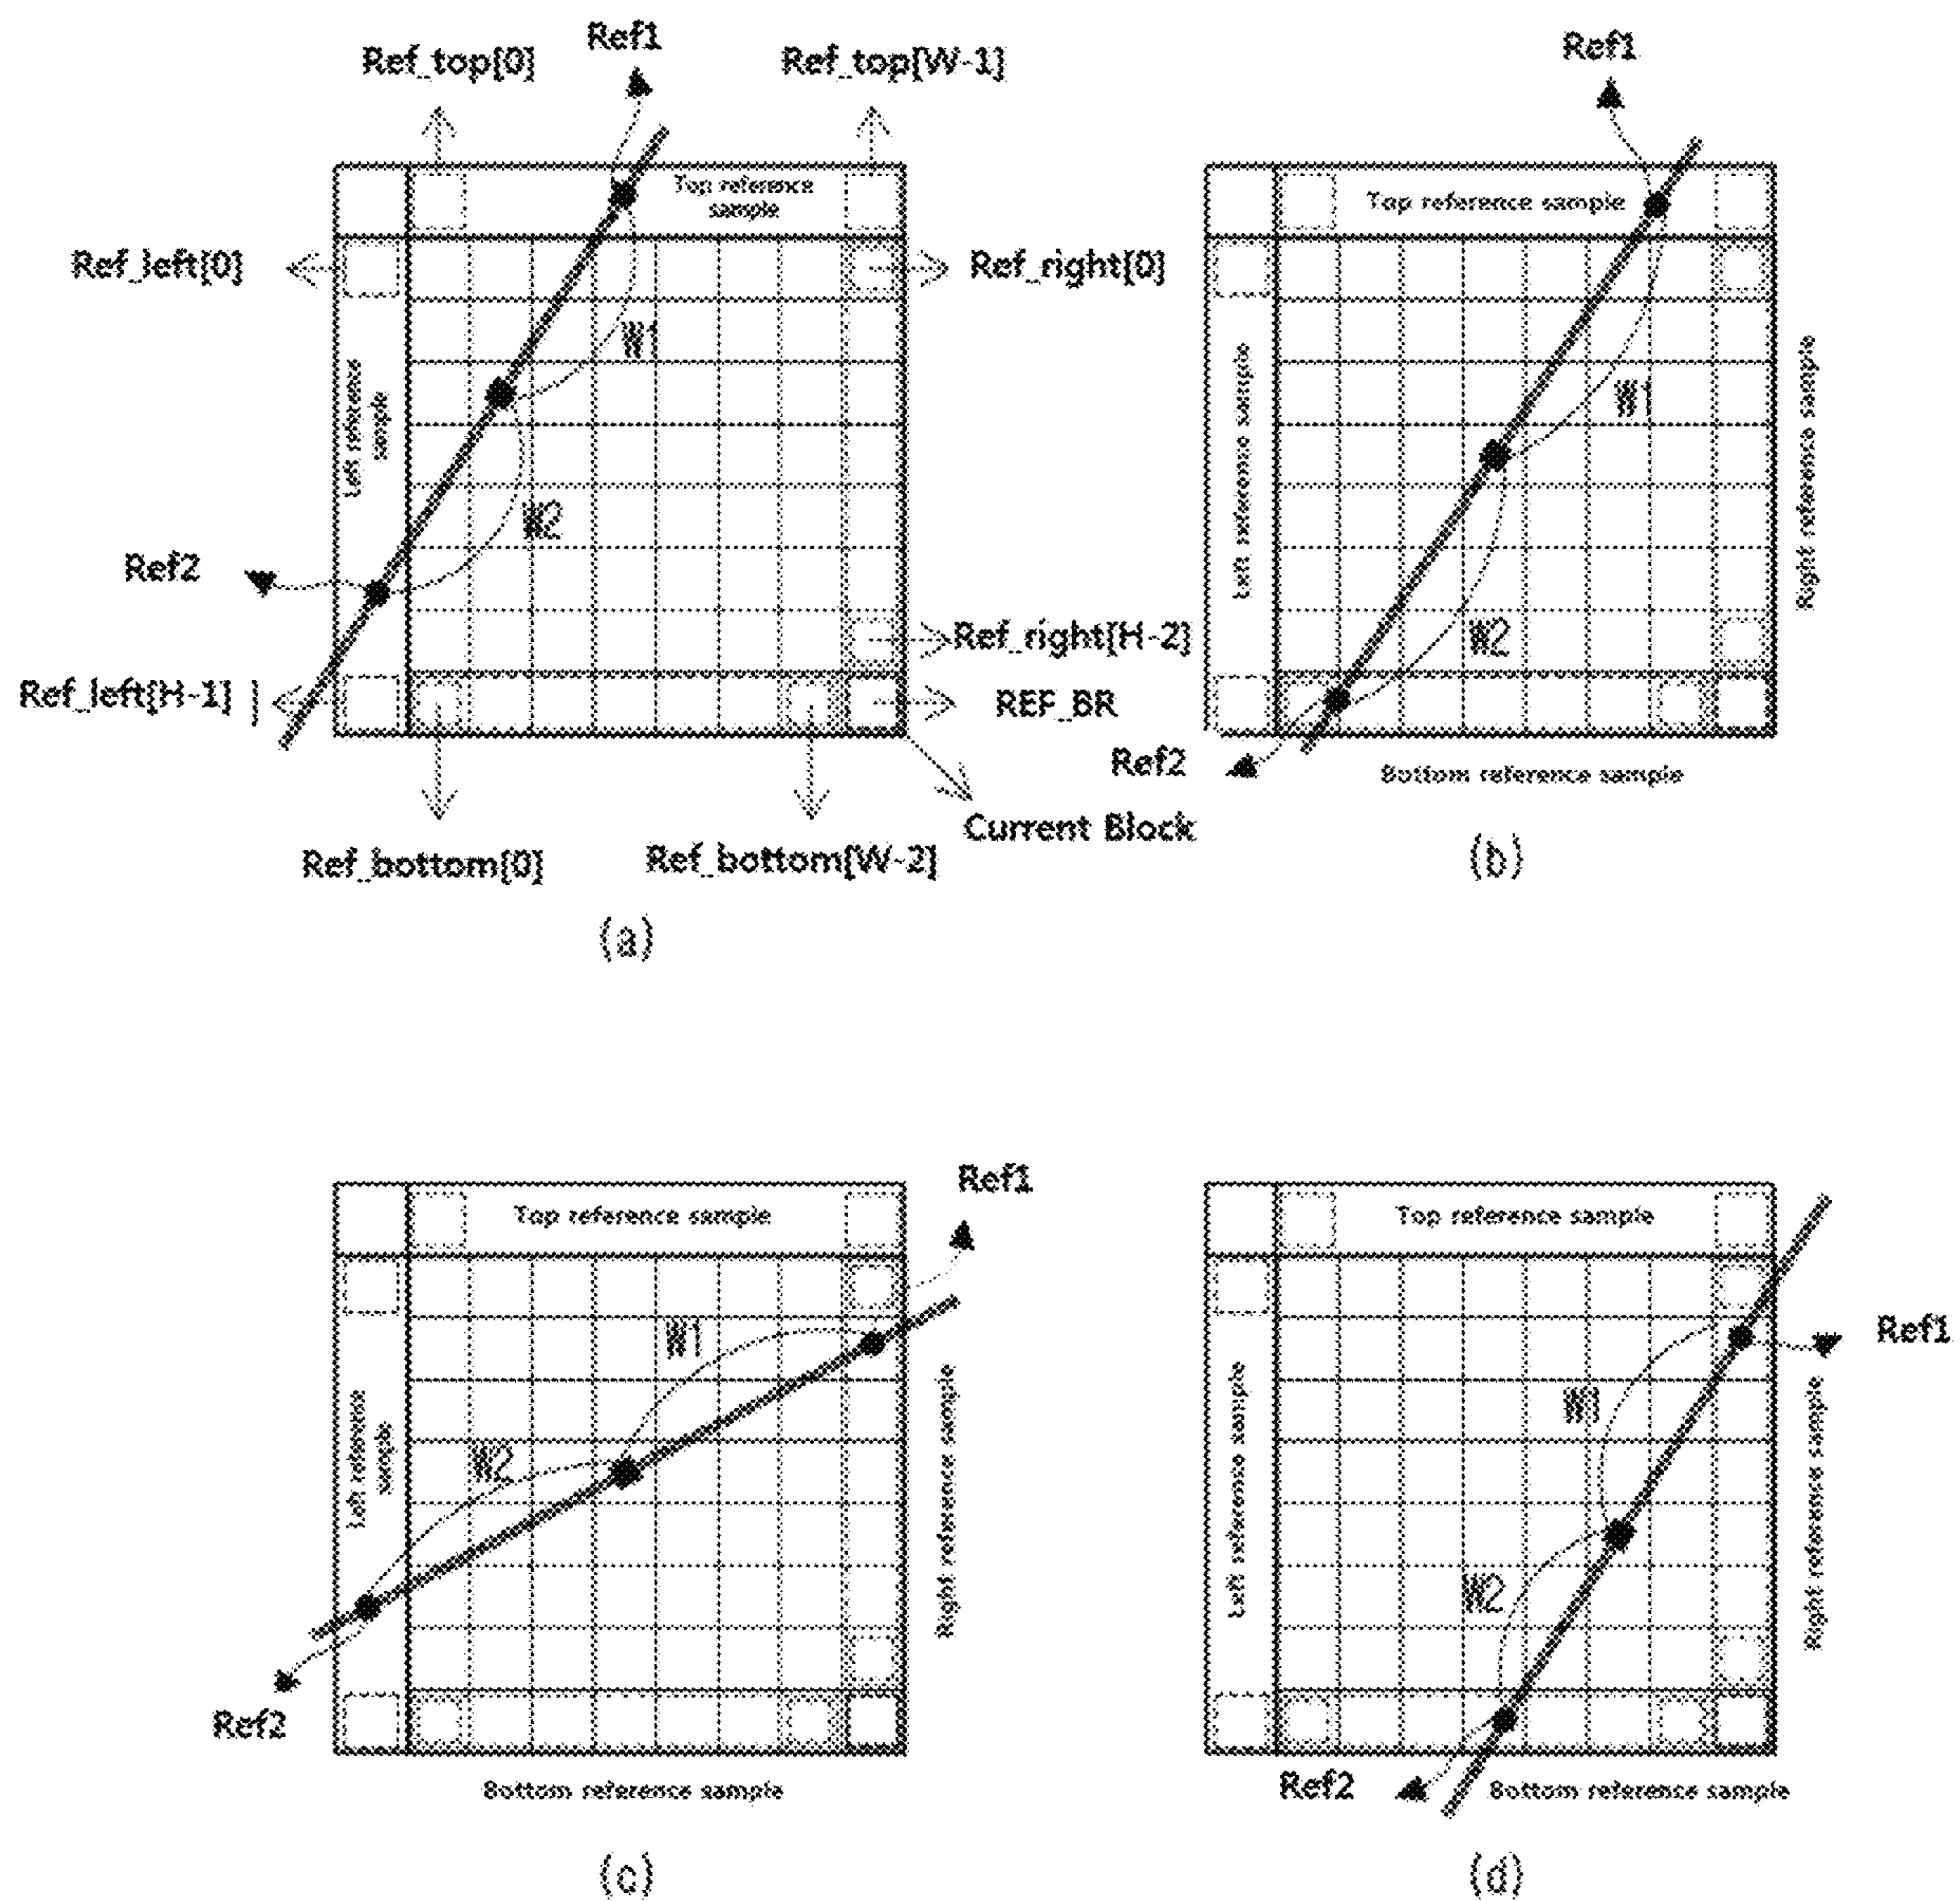 Ref_top[0]
Ref1
Ref_top[W-1]
Top reference
sample
Ref_left[0]
Ref_right[0]
W1
Left reference
sample
W2
Ref2
Ref_right[H-2]
Ref_left[H-1]
REF_BR
Current Block
Ref_bottom[0]
Ref_bottom[W-2]
(a)
Ref1
Top reference sample
Left reference sample
W1
Right reference sample
W2
Ref2
Bottom reference sample
(b)
Ref1
Top reference sample
W1
Left reference
sample
W2
Right reference sample
Ref2
Bottom reference sample
(c)
Top reference sample
Ref1
Left reference sample
W1
Right reference sample
W2
Ref2
Bottom reference sample
(d)